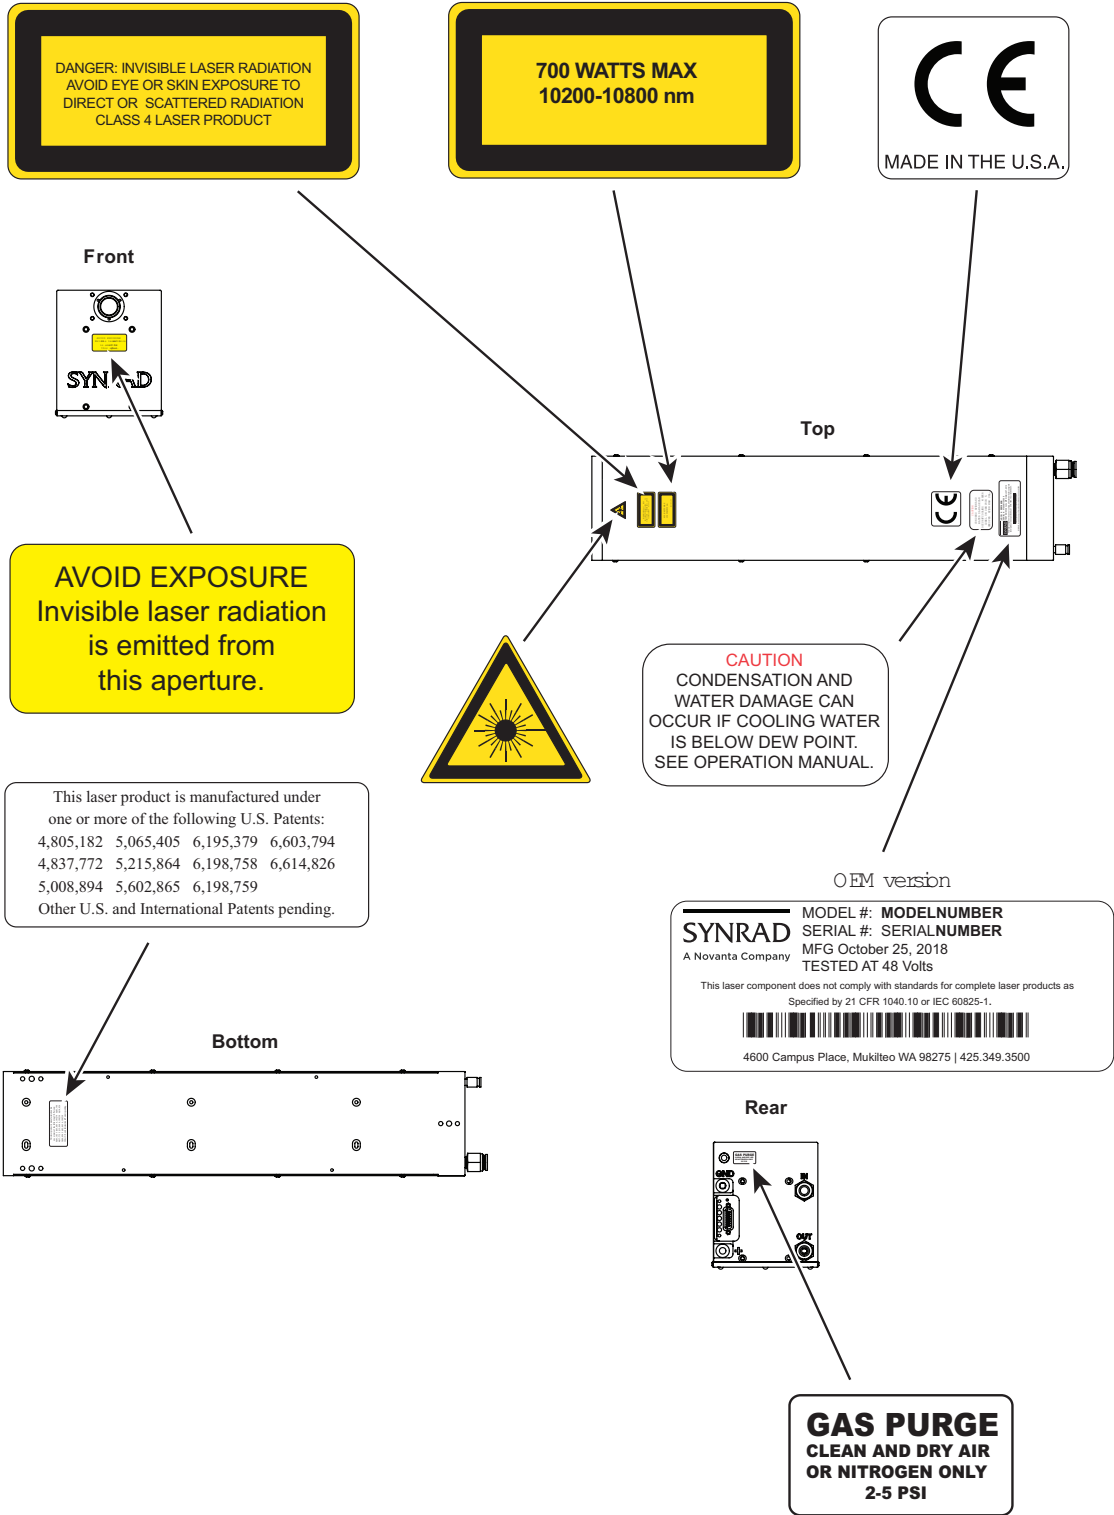 DANGER: INVISIBLE LASER RADIATION
AVOID EYE OR SKIN EXPOSURE TO
DIRECT OR SCATTERED RADIATION
CLASS 4 LASER PRODUCT
700 WATTS MAX
10200-10800 nm
CE
MADE IN THE U.S.A.
Front
SYNRAD
Top
CE
AVOID EXPOSURE
Invisible laser radiation
is emitted from
this aperture.
CAUTION
CONDENSATION AND
WATER DAMAGE CAN
OCCUR IF COOLING WATER
IS BELOW DEW POINT.
SEE OPERATION MANUAL.
This laser product is manufactured under
one or more of the following U.S. Patents:
4,805,182 5,065,405 6,195,379 6,603,794
4,837,772 5,215,864 6,198,758 6,614,826
5,008,894 5,602,865 6,198,759
Other U.S. and International Patents pending.
OEM version
SYNRAD
A Novanta Company
MODEL #: MODELNUMBER
SERIAL #: SERIALNUMBER
MFG October 25, 2018
TESTED AT 48 Volts
This laser component does not comply with standards for complete laser products as
Specified by 21 CFR 1040.10 or IEC 60825-1.
4600 Campus Place, Mukilteo WA 98275 | 425.349.3500
Bottom
Rear
GAS PURGE
GND
IN
OUT
+
GAS PURGE
CLEAN AND DRY AIR
OR NITROGEN ONLY
2-5 PSI